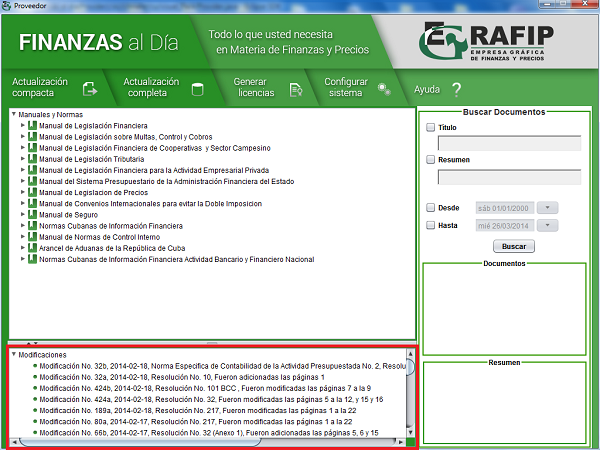 Proveedor
FINANZAS al Día
Todo lo que usted necesita
en Materia de Finanzas y Precios
EGRAFIP
EMPRESA GRÁFICA
DE FINANZAS Y PRECIOS
Actualización compacta
Actualización completa
Generar licencias
Configurar sistema
Ayuda
Manuales y Normas
Manual de Legislación Financiera
Manual de Legislación sobre Multas, Control y Cobros
Manual de Legislación Financiera de Cooperativas y Sector Campesino
Manual de Legislación Tributaria
Manual de Legislación Financiera para la Actividad Empresarial Privada
Manual del Sistema Presupuestario de la Administración Financiera del Estado
Manual de Legislacion de Precios
Manual de Convenios Internacionales para evitar la Doble Imposicion
Manual de Seguro
Normas Cubanas de Información Financiera
Manual de Normas de Control Interno
Arancel de Aduanas de la República de Cuba
Normas Cubanas de Información Financiera Actividad Bancario y Financiero Nacional
Modificaciones
Modificación No. 32b, 2014-02-18, Norma Específica de Contabilidad de la Actividad Presupuestada No. 2, Resolu
Modificación No. 32a, 2014-02-18, Resolución No. 10, Fueron adicionadas las páginas 1
Modificación No. 424b, 2014-02-18, Resolución No. 101 BCC , Fueron modificadas las páginas 7 a la 9
Modificación No. 424a, 2014-02-18, Resolución No. 32, Fueron modificadas las páginas 5 a la 12, y 15 y 16
Modificación No. 189a, 2014-02-18, Resolución No. 217, Fueron modificadas las páginas 1 a la 22
Modificación No. 80a, 2014-02-17, Resolución No. 217, Fueron modificadas las páginas 1 a la 22
Modificación No. 66b, 2014-02-17, Resolución No. 32 (Anexo 1), Fueron adicionadas las páginas 5, 6 y 15
Buscar Documentos
Título
Resumen
Desde
sáb 01/01/2000
Hasta
mié 26/03/2014
Buscar
Documentos
Resumen